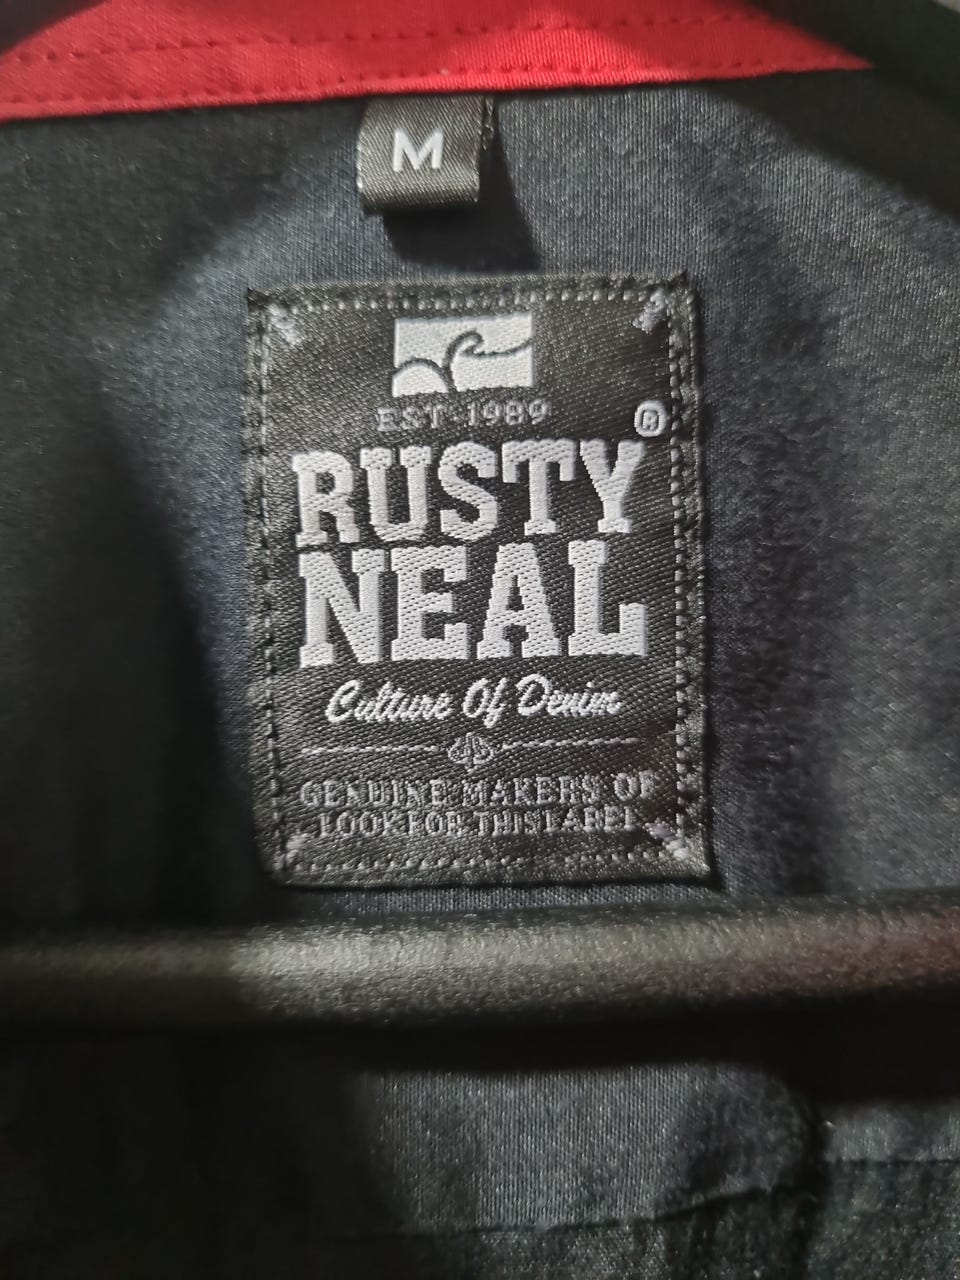 M
EST 1989
®
RUSTY
NEAL
Culture Of Denim
GENUINE MAKERS OF
LOOK FOR THIS LABEL